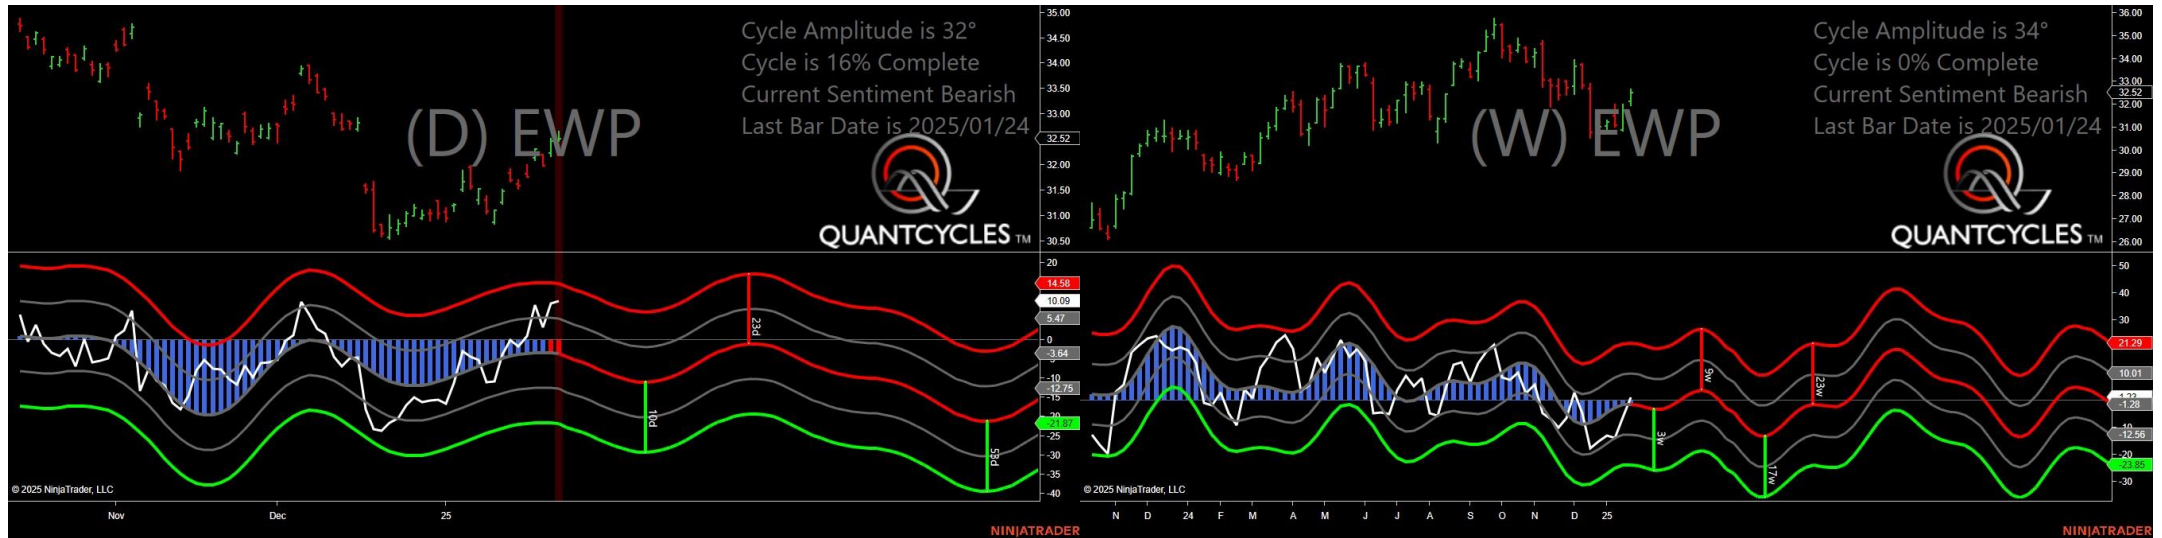 Cycle Amplitude is 32°
Cycle is 16% Complete
Current Sentiment Bearish
Last Bar Date is 2025/01/24
(D) EWP
QUANTCYCLES TM
35.00
34.50
34.00
33.50
33.00
32.52
32.00
31.50
31.00
30.50
20
14.58
10.09
5.47
0
-3.64
-10
-12.75
-15
-21.87
-25
-30
-35
-40
23d
10d
53d
© 2025 NinjaTrader, LLC
Nov
Dec
25
NINJATRADER
Cycle Amplitude is 34°
Cycle is 0% Complete
Current Sentiment Bearish
Last Bar Date is 2025/01/24
(W) EWP
QUANTCYCLES TM
36.00
35.00
34.00
33.00
32.52
32.00
31.00
30.00
29.00
28.00
27.00
26.00
50
40
30
21.29
10.01
-1.28
-12.56
-20
-23.85
-30
9w
23w
3w
17w
© 2025 NinjaTrader, LLC
N D 24 F M A M J J A S O N D 25
NINJATRADER